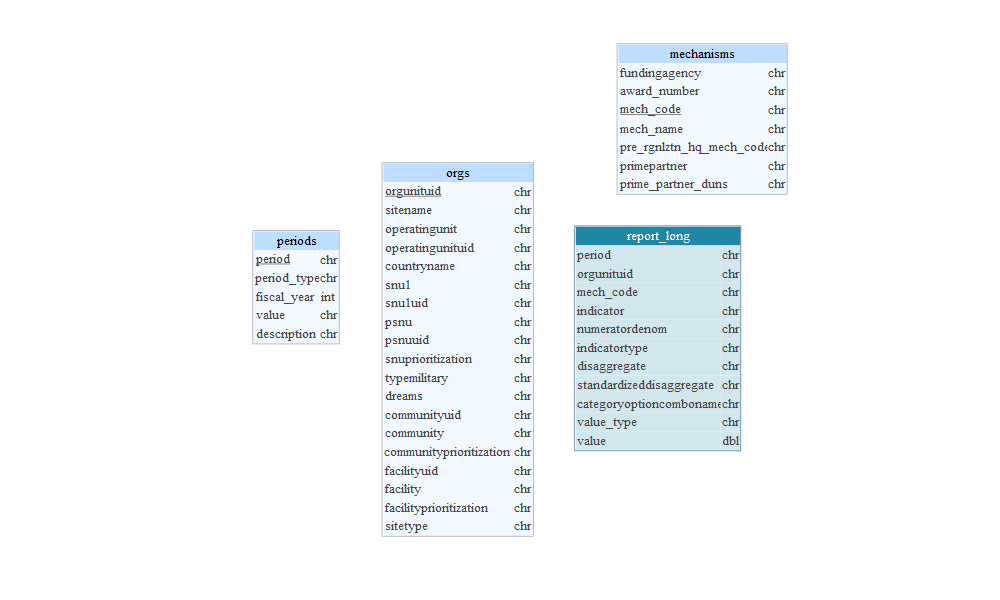 mechanisms
fundingagency chr
award_number chr
mech_code chr
mech_name chr
pre_rgnlztn_hq_mech_code chr
primepartner chr
prime_partner_duns chr
orgs
orgunituid chr
sitename chr
operatingunit chr
operatingunituid chr
countryname chr
snu1 chr
snu1uid chr
psnu chr
psnuuid chr
snuprioritization chr
typemilitary chr
dreams chr
communityuid chr
community chr
communityprioritization chr
facilityuid chr
facility chr
facilityprioritization chr
sitetype chr
periods
period chr
period_type chr
fiscal_year int
value chr
description chr
report_long
period chr
orgunituid chr
mech_code chr
indicator chr
numeratordenom chr
indicatortype chr
disaggregate chr
standardizeddisaggregate chr
categoryoptioncomboname chr
value_type chr
value dbl